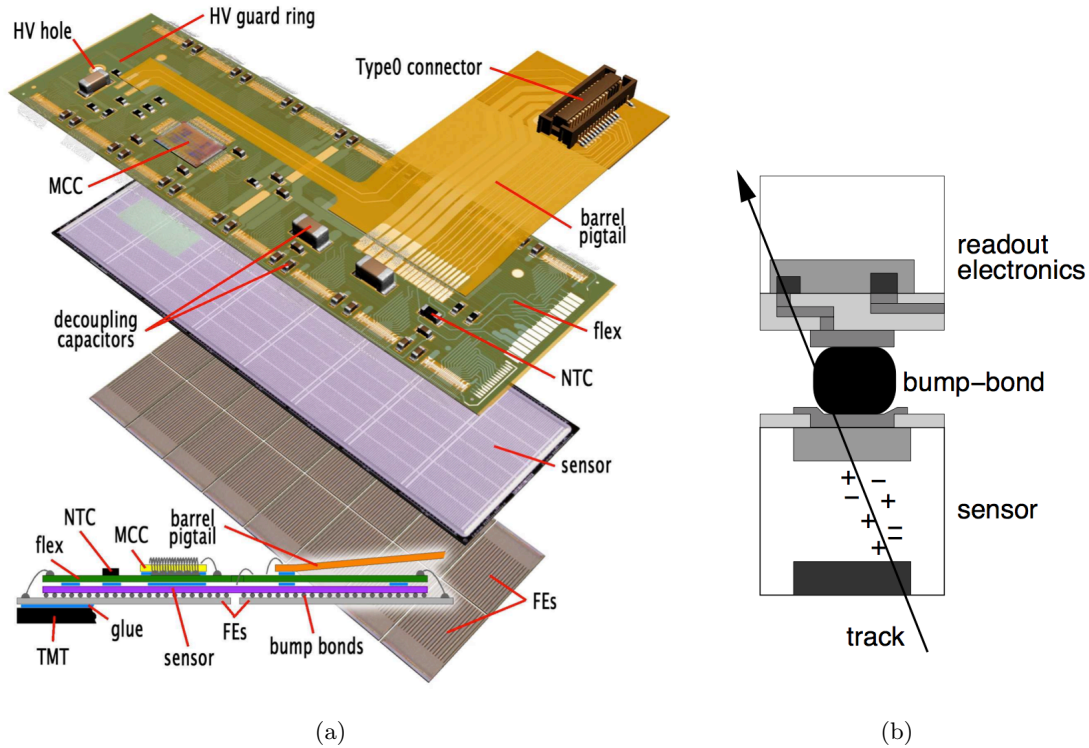 HV guard ring
HV hole
Type0 connector
MCC
barrel
pigtail
decoupling
capacitors
flex
NTC
sensor
NTC
MCC
barrel
pigtail
flex
FEs
glue
FEs
TMT
sensor
bump bonds
(a)
readout
electronics
bump-bond
+ −
− +
+ =
+
sensor
track
(b)